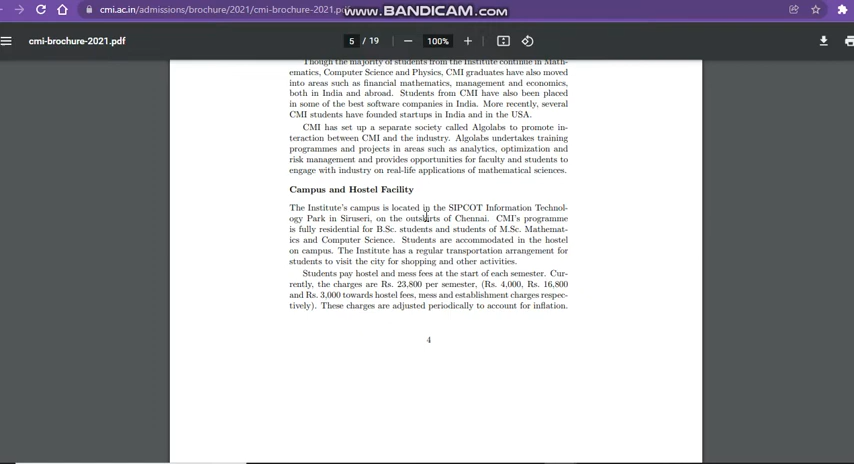 cmi.ac.in/admissions/brochure/2021/cmi-brochure-2021.p
www.BANDICAM.com
cmi-brochure-2021.pdf
5 / 19
100%
Though the majority of students from the Institute continue in Math-
ematics, Computer Science and Physics, CMI graduates have also moved
into areas such as financial mathematics, management and economics,
both in India and abroad. Students from CMI have also been placed
in some of the best software companies in India. More recently, several
CMI students have founded startups in India and in the USA.
CMI has set up a separate society called Algolabs to promote in-
teraction between CMI and the industry. Algolabs undertakes training
programmes and projects in areas such as analytics, optimization and
risk management and provides opportunities for faculty and students to
engage with industry on real-life applications of mathematical sciences.
Campus and Hostel Facility
The Institute's campus is located in the SIPCOT Information Technol-
ogy Park in Siruseri, on the outskirts of Chennai. CMI's programme
is fully residential for B.Sc. students and students of M.Sc. Mathemat-
ics and Computer Science. Students are accommodated in the hostel
on campus. The Institute has a regular transportation arrangement for
students to visit the city for shopping and other activities.
Students pay hostel and mess fees at the start of each semester. Cur-
rently, the charges are Rs. 23,800 per semester, (Rs. 4,000, Rs. 16,800
and Rs. 3,000 towards hostel fees, mess and establishment charges respec-
tively). These charges are adjusted periodically to account for inflation.
4